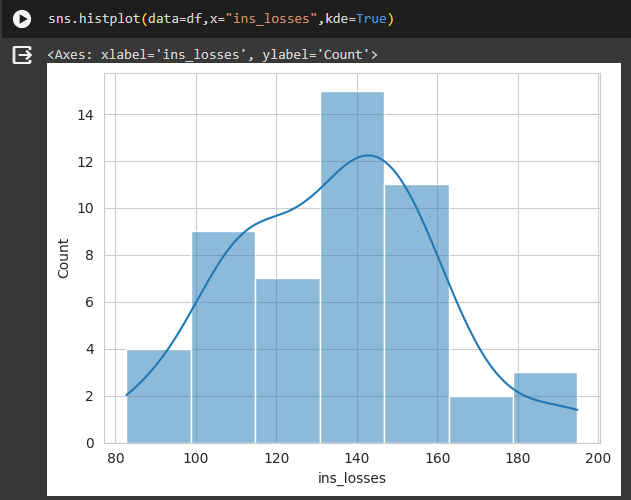 sns.histplot(data=df,x="ins_losses",kde=True)
<Axes: xlabel='ins_losses', ylabel='Count'>
14
12
10
8
6
4
2
0
Count
80 100 120 140 160 180 200
ins_losses